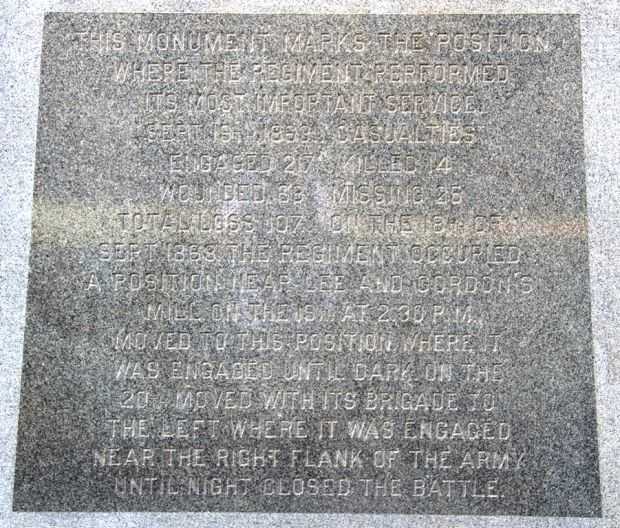 THIS MONUMENT MARKS THE POSITION
WHERE THE REGIMENT PERFORMED
ITS MOST IMPORTANT SERVICE,
SEPT 19TH 1863. CASUALTIES
ENGAGED 217 KILLED 14
WOUNDED MISSING 25
TOTAL LOSS 107. ON THE 18TH OF
SEPT 1863 THE REGIMENT OCCUPIED
A POSITION NEAR LEE AND GORDON'S
MILL ON THE 19TH AT 2.30 P.M.,
MOVED TO THIS POSITION WHERE IT
WAS ENGAGED UNTIL DARK ON THE
20TH MOVED WITH ITS BRIGADE TO
THE LEFT WHERE IT WAS ENGAGED
NEAR THE RIGHT FLANK OF THE ARMY
UNTIL NIGHT CLOSED THE BATTLE.